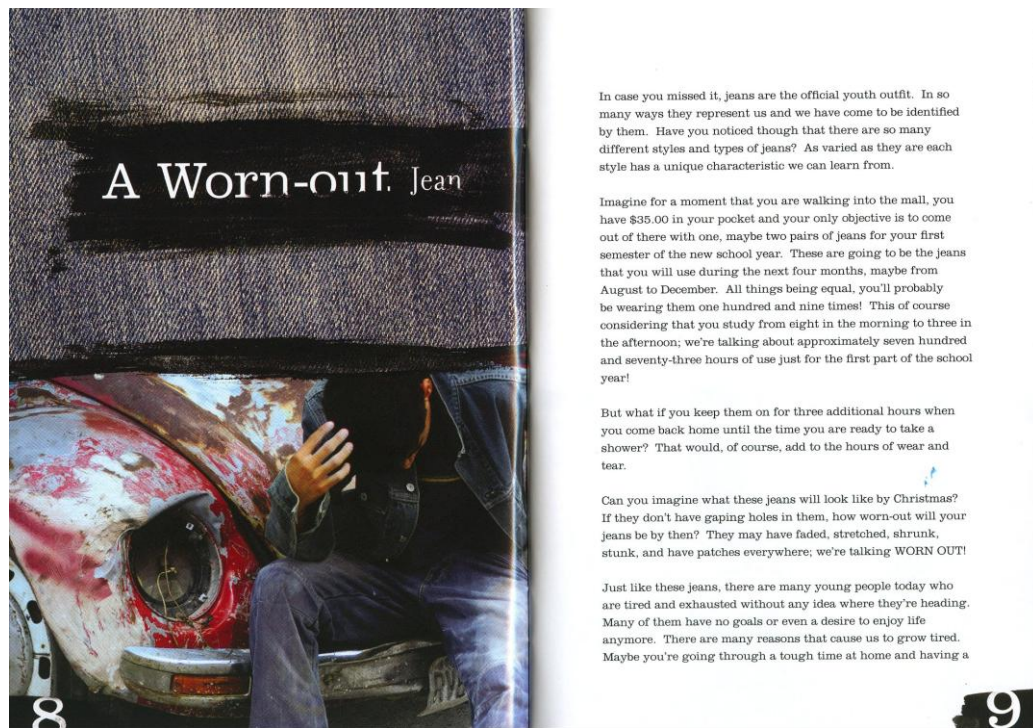 A Worn-out Jean
8
In case you missed it, jeans are the official youth outfit. In so
many ways they represent us and we have come to be identified
by them. Have you noticed though that there are so many
different styles and types of jeans? As varied as they are each
style has a unique characteristic we can learn from.
Imagine for a moment that you are walking into the mall, you
have $35.00 in your pocket and your only objective is to come
out of there with one, maybe two pairs of jeans for your first
semester of the new school year. These are going to be the jeans
that you will use during the next four months, maybe from
August to December. All things being equal, you'll probably
be wearing them one hundred and nine times! This of course
considering that you study from eight in the morning to three in
the afternoon; we're talking about approximately seven hundred
and seventy-three hours of use just for the first part of the school
year!
But what if you keep them on for three additional hours when
you come back home until the time you are ready to take a
shower? That would, of course, add to the hours of wear and
tear.
Can you imagine what these jeans will look like by Christmas?
If they don't have gaping holes in them, how worn-out will your
jeans be by then? They may have faded, stretched, shrunk,
stunk, and have patches everywhere; we're talking WORN OUT!
Just like these jeans, there are many young people today who
are tired and exhausted without any idea where they're heading.
Many of them have no goals or even a desire to enjoy life
anymore. There are many reasons that cause us to grow tired.
Maybe you're going through a tough time at home and having a
9